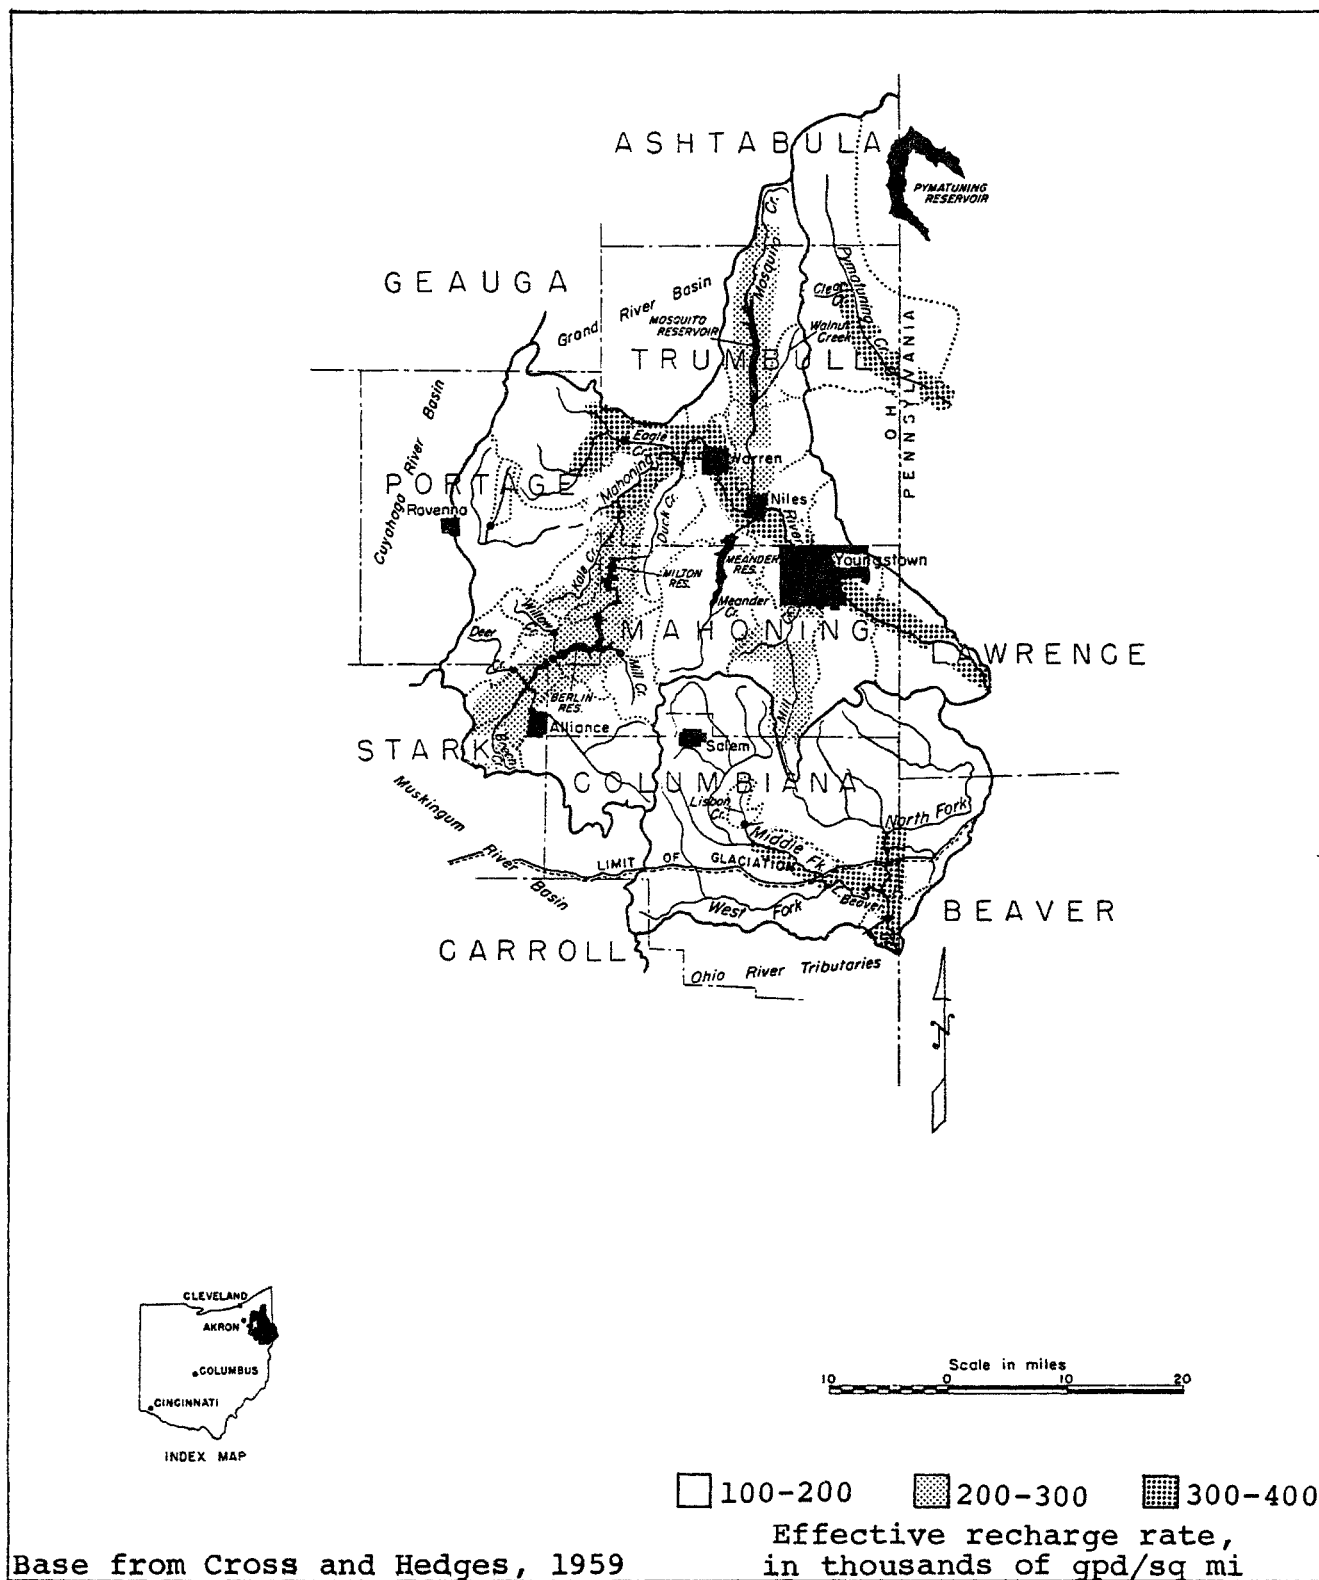 ASHTABULA
PYMATUNING
RESERVOIR
GEAUGA
Grand River Basin
Mosquito
Cr.
MOSQUITO
RESERVOIR
Clear
Cr.
Pymatuning Cr.
Walnut
Creek
TRUMBULL
OHIO
PENNSYLVANIA
Cuyahoga River Basin
Eagle
Cr.
Warren
PORTAGE
Mahoning
River
Ravenna
Duck Cr.
Niles
Kale Cr.
MILTON
RES.
MEANDER
RES.
Youngstown
Meander
Cr.
Willow
Cr.
Deer
Cr.
MAHONING
LAWRENCE
Mill Cr.
BERLIN
RES.
Mill
Alliance
STARK
Beech
Cr.
Salem
COLUMBIANA
Muskingum
River
Basin
Lisbon
Cr.
Middle Fk.
North Fork
LIMIT OF GLACIATION
L. Beaver
West Fork
BEAVER
CARROLL
Ohio River Tributaries
N
CLEVELAND
AKRON
COLUMBUS
CINCINNATI
INDEX MAP
Scale in miles
10 0 10 20
100-200 200-300 300-400
Effective recharge rate,
in thousands of gpd/sq mi
Base from Cross and Hedges, 1959